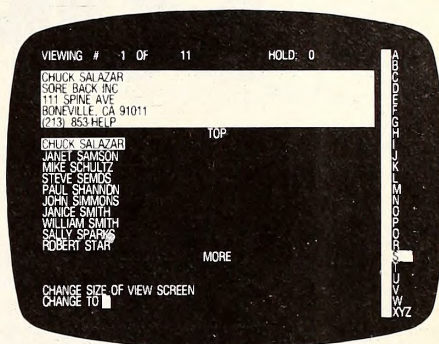 VIEWING # 1 OF 11 HOLD: 0
CHUCK SALAZAR
SORE BACK INC
111 SPINE AVE
BONEVILLE, CA 91011
(213) 853-HELP
TOP
CHUCK SALAZAR
JANET SAMSON
MIKE SCHULTZ
STEVE SEMDS
PAUL SHANNON
JOHN SIMMONS
JANICE SMITH
WILLIAM SMITH
SALLY SPARKS
ROBERT STAR
MORE
CHANGE SIZE OF VIEW SCREEN
CHANGE TO
A
B
C
D
E
F
G
H
I
J
K
L
M
N
O
P
Q
R
S
T
U
V
W
XYZ